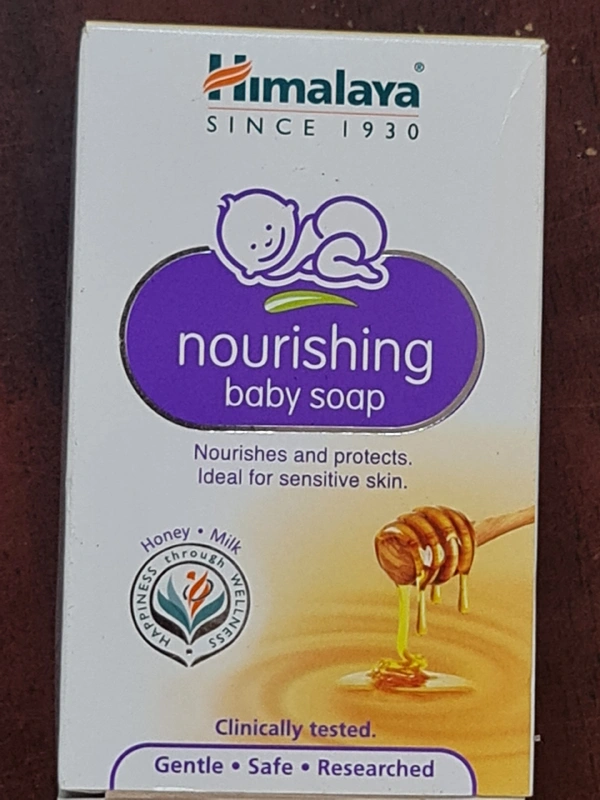 Himalaya®
SINCE 1930
nourishing
baby soap
Nourishes and protects.
Ideal for sensitive skin.
Honey • Milk
HAPPINESS through WELLNESS
Clinically tested.
Gentle • Safe • Researched